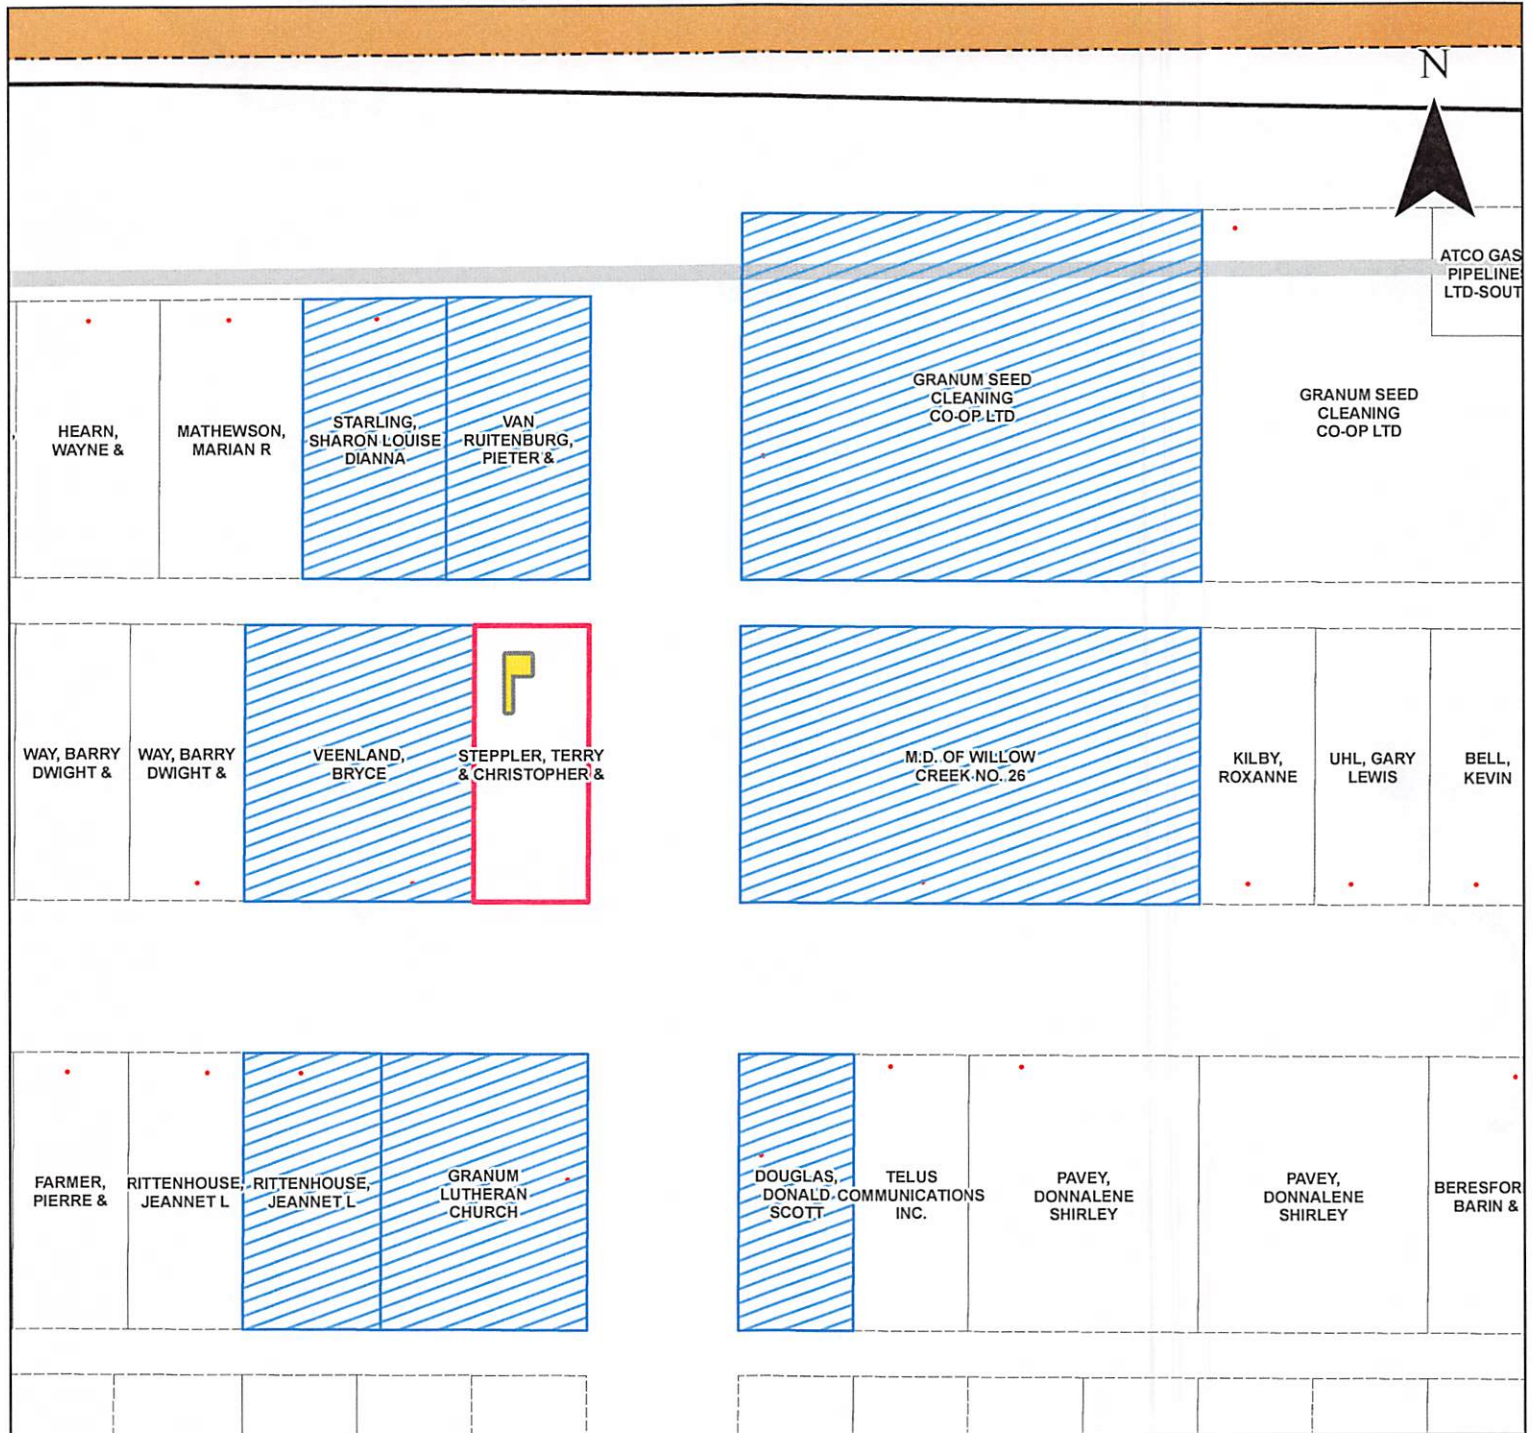 N
ATCO GAS
PIPELINE
LTD-SOUT
GRANUM SEED
CLEANING
CO-OP LTD
GRANUM SEED
CLEANING
CO-OP LTD
HEARN,
WAYNE &
MATHEWSON,
MARIAN R
STARLING,
SHARON LOUISE
DIANNA
VAN
RUITENBURG,
PIETER &
WAY, BARRY
DWIGHT &
WAY, BARRY
DWIGHT &
VEENLAND,
BRYCE
STEPPLER, TERRY
& CHRISTOPHER &
M.D. OF WILLOW
CREEK NO. 26
KILBY,
ROXANNE
UHL, GARY
LEWIS
BELL,
KEVIN
FARMER,
PIERRE &
RITTENHOUSE,
JEANNET L
RITTENHOUSE,
JEANNET L
GRANUM
LUTHERAN
CHURCH
DOUGLAS,
DONALD
SCOTT
TELUS
COMMUNICATIONS
INC.
PAVEY,
DONNALENE
SHIRLEY
PAVEY,
DONNALENE
SHIRLEY
BERESFOR
BARIN &